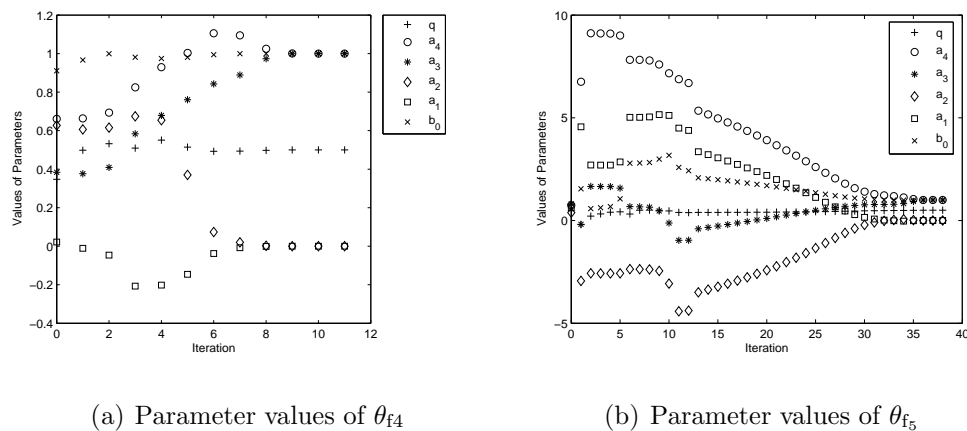 1.2
1
0.8
0.6
0.4
0.2
0
−0.2
−0.4
Values of Parameters
0 2 4 6 8 10 12
Iteration
q
a4
a3
a2
a1
b0
10
5
0
−5
Values of Parameters
0 5 10 15 20 25 30 35 40
Iteration
q
a4
a3
a2
a1
b0
(a) Parameter values of θf4
(b) Parameter values of θf5